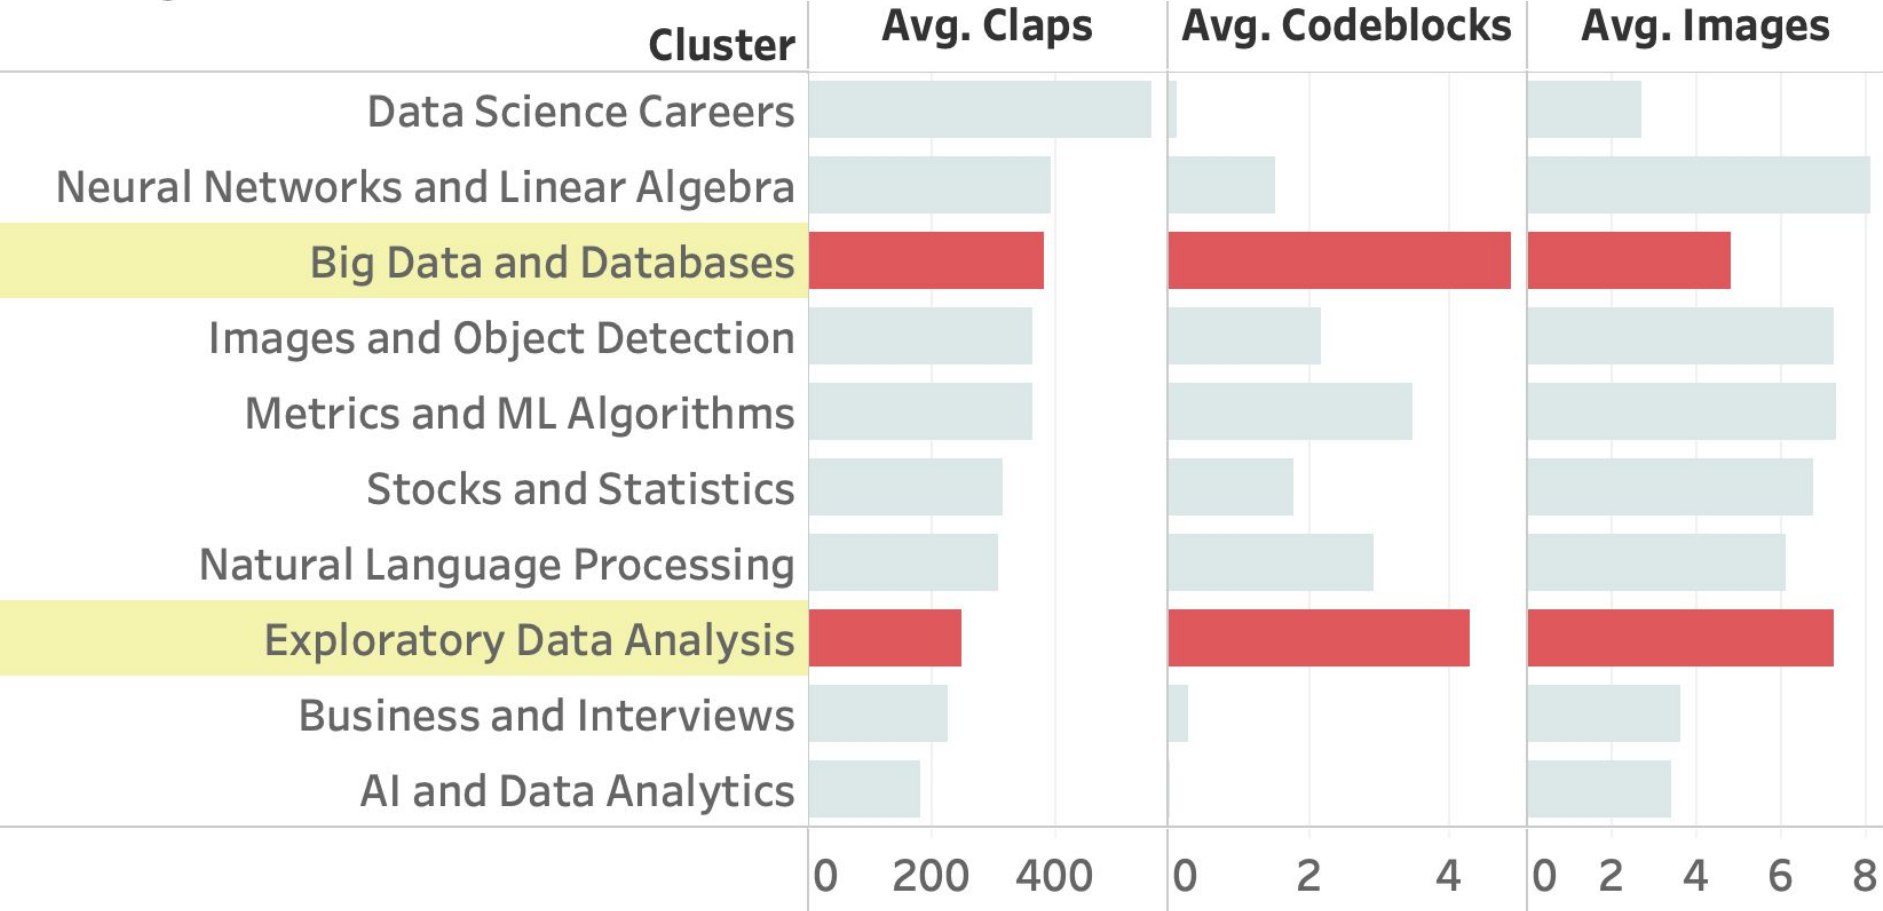 Cluster Avg. Claps Avg. Codeblocks Avg. Images
Data Science Careers
Neural Networks and Linear Algebra
Big Data and Databases
Images and Object Detection
Metrics and ML Algorithms
Stocks and Statistics
Natural Language Processing
Exploratory Data Analysis
Business and Interviews
AI and Data Analytics
0 200 400 0 2 4 0 2 4 6 8